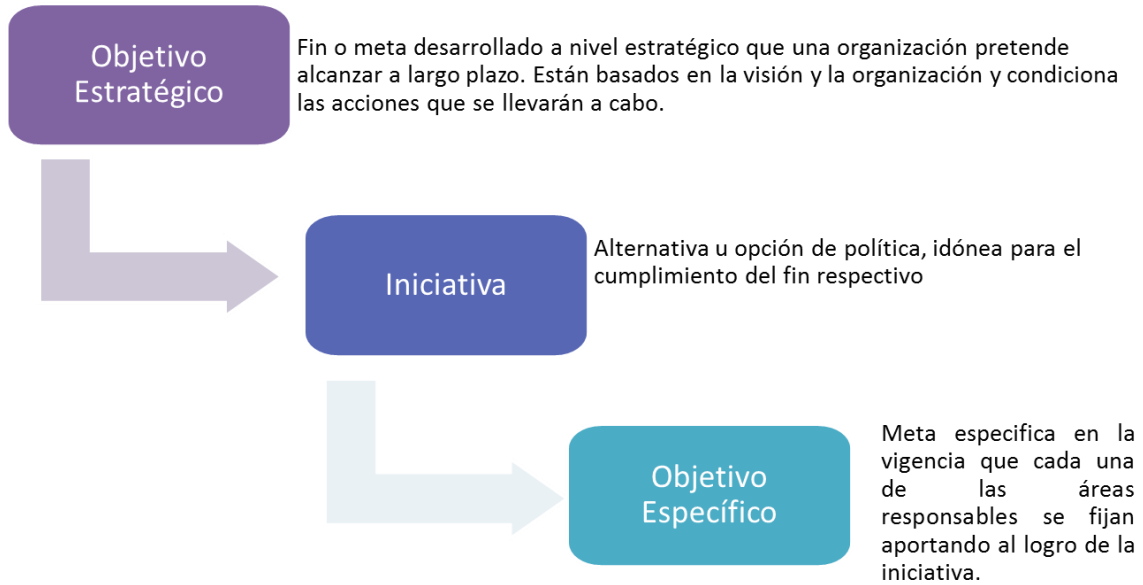 Objetivo
Estratégico
Fin o meta desarrollado a nivel estratégico que una organización pretende
alcanzar a largo plazo. Están basados en la visión y la organización y condiciona
las acciones que se llevarán a cabo.
Iniciativa
Alternativa u opción de política, idónea para el
cumplimiento del fin respectivo
Objetivo
Específico
Meta especifica en la
vigencia que cada una
de las áreas
responsables se fijan
aportando al logro de la
iniciativa.